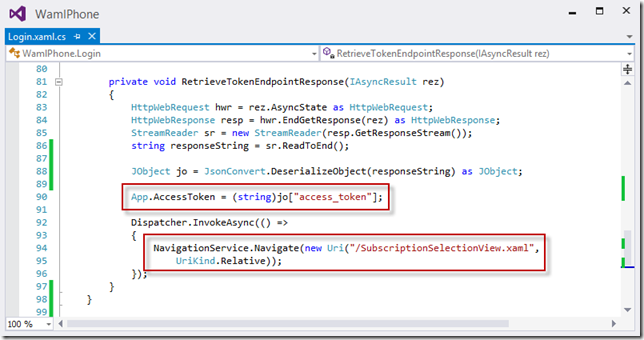 WamlPhone
Login.xaml.cs
WamlPhone.Login
RetrieveTokenEndpointResponse(IAsyncResult rez)
80
81 private void RetrieveTokenEndpointResponse(IAsyncResult rez)
82 {
83 HttpWebRequest hwr = rez.AsyncState as HttpWebRequest;
84 HttpWebResponse resp = hwr.EndGetResponse(rez) as HttpWebResponse;
85 StreamReader sr = new StreamReader(resp.GetResponseStream());
86 string responseString = sr.ReadToEnd();
87
88 JObject jo = JsonConvert.DeserializeObject(responseString) as JObject;
89
90 App.AccessToken = (string)jo["access_token"];
91
92 Dispatcher.InvokeAsync(() =>
93 {
94 NavigationService.Navigate(new Uri("/SubscriptionSelectionView.xaml",
95 UriKind.Relative));
96 });
97 }
98 }
99
100 %